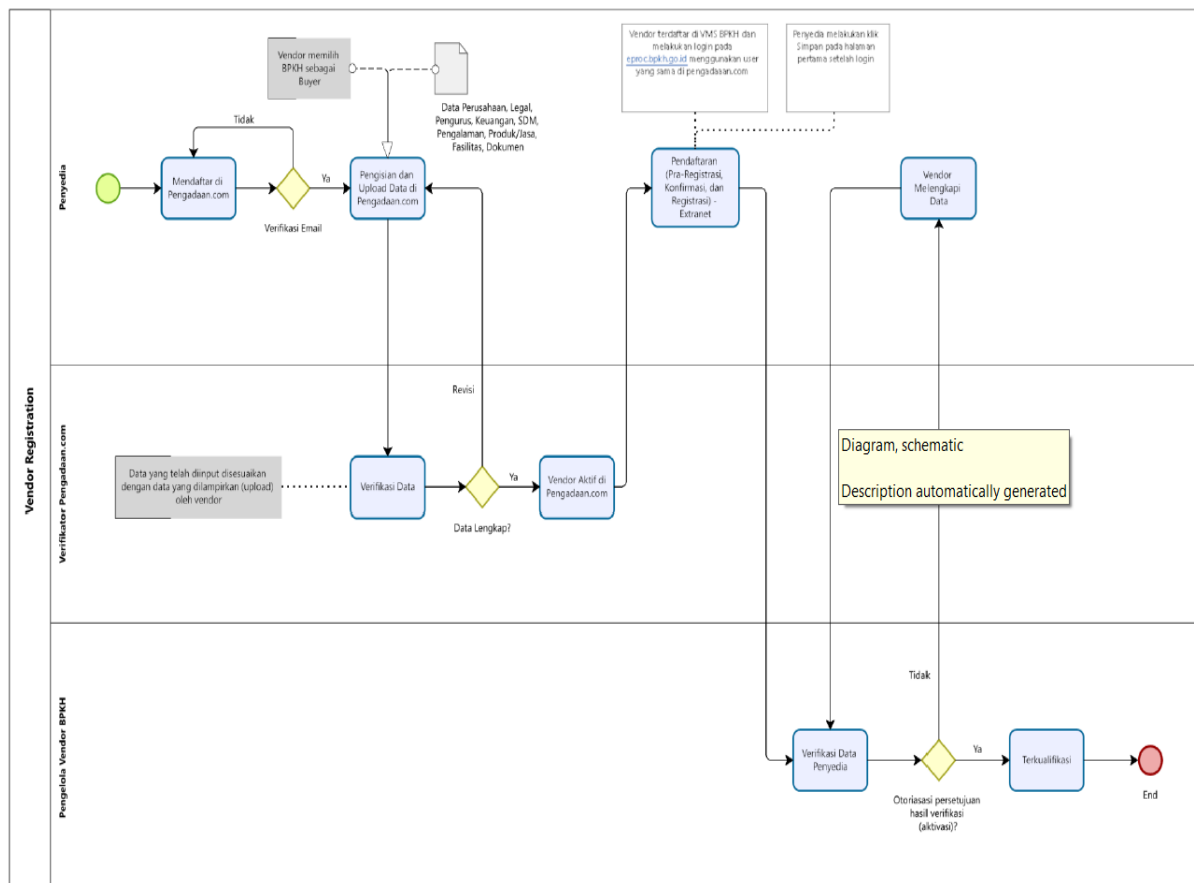 Vendor Registration
Penyedia
Vendor memilih
BPKH sebagai
Buyer
Data Perusahaan, Legal,
Pengurus, Keuangan, SDM,
Pengalaman, Produk/Jasa,
Fasilitas, Dokumen
Vendor terdaftar di VMS BPKH dan
melakukan login pada
eproc.bpkh.go.id menggunakan user
yang sama di pengadaaan.com
Penyedia melakukan klik
Simpan pada halaman
pertama setelah login
Tidak
Mendaftar di
Pengadaan.com
Verifikasi Email
Ya
Pengisian dan
Upload Data di
Pengadaan.com
Pendaftaran
(Pra-Registrasi,
Konfirmasi, dan
Registrasi) -
Extranet
Vendor
Melengkapi
Data
Verifikator Pengadaan.com
Revisi
Data yang telah diinput disesuaikan
dengan data yang dilampirkan (upload)
oleh vendor
Verifikasi Data
Data Lengkap?
Ya
Vendor Aktif di
Pengadaan.com
Diagram, schematic
Description automatically generated
Pengelola Vendor BPKH
Tidak
Verifikasi Data
Penyedia
Otoriasasi persetujuan
hasil verifikasi
(aktivasi)?
Ya
Terkualifikasi
End